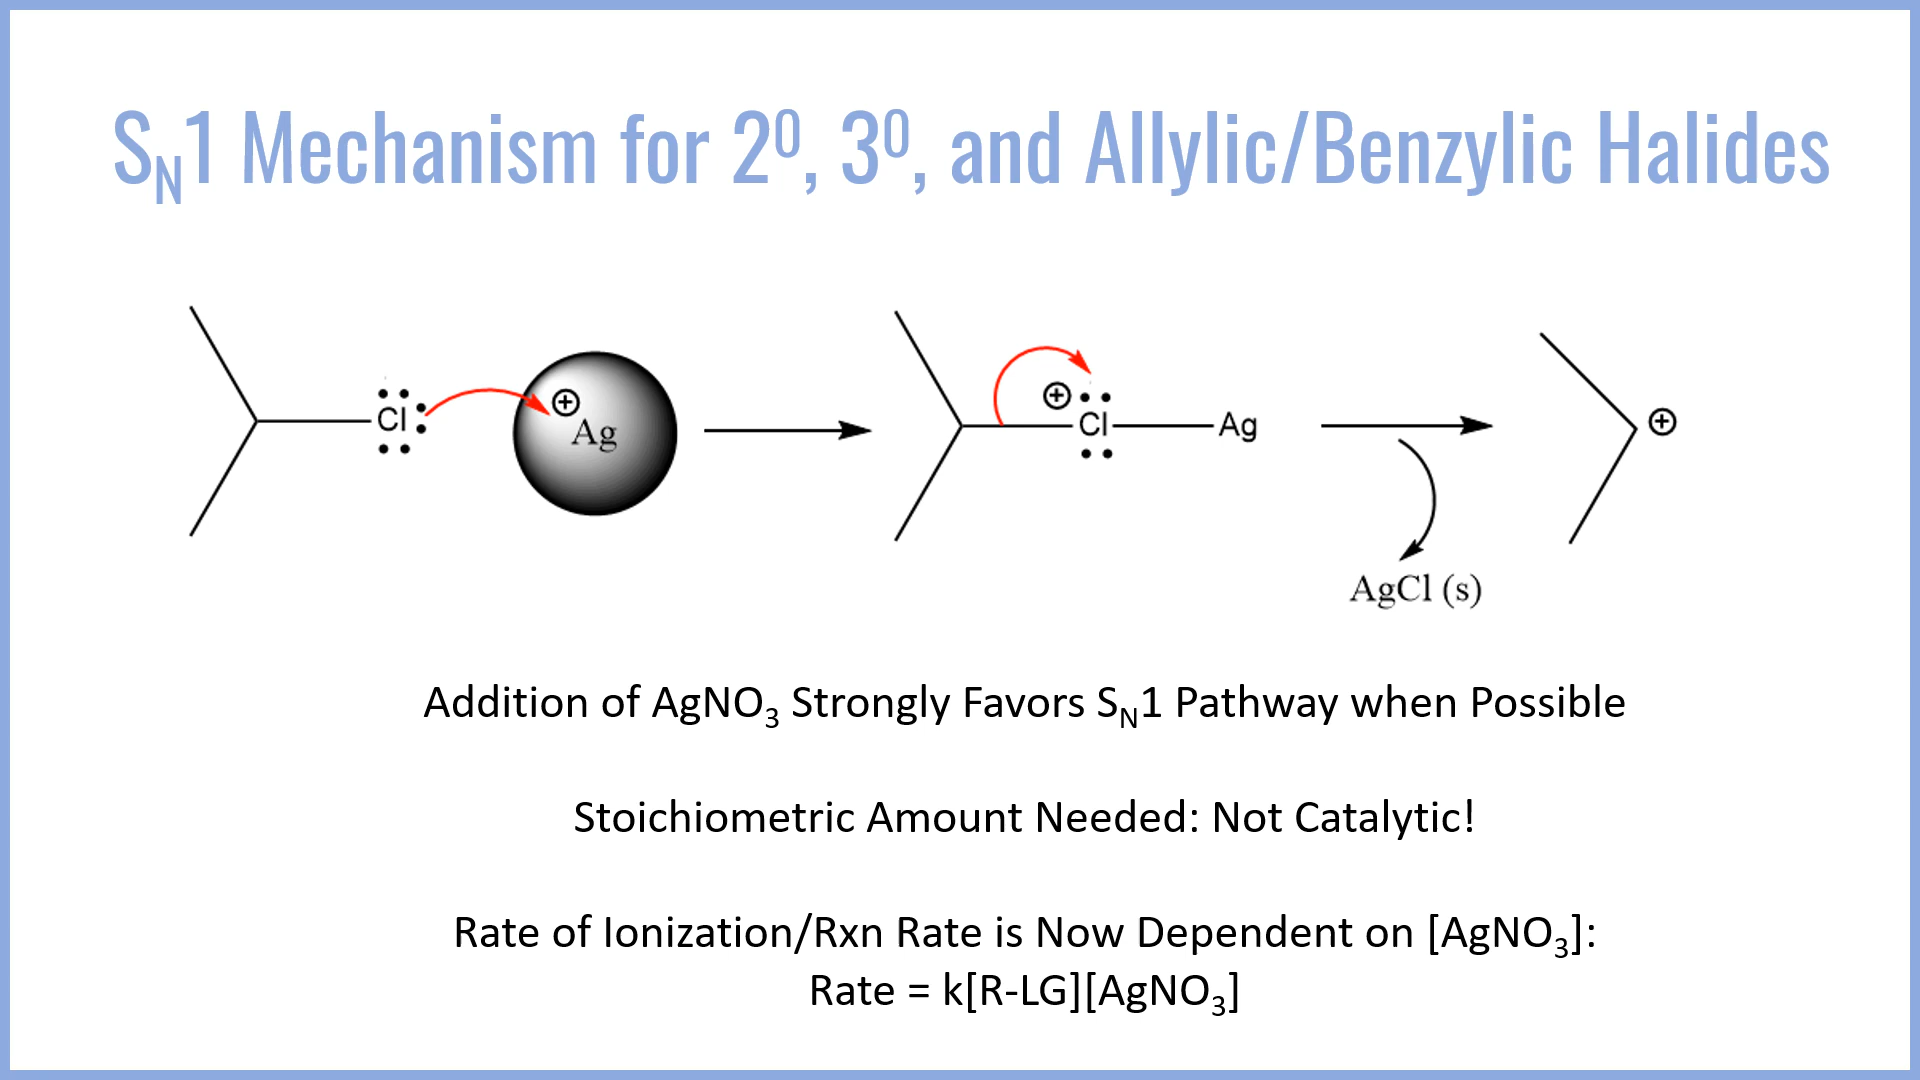 S_N1 Mechanism for 2⁰, 3⁰, and Allylic/Benzylic Halides
Cl
⊕
Ag
⊕
Cl
Ag
⊕
AgCl (s)
Addition of AgNO₃ Strongly Favors S_N1 Pathway when Possible
Stoichiometric Amount Needed: Not Catalytic!
Rate of Ionization/Rxn Rate is Now Dependent on [AgNO₃]:
Rate = k[R-LG][AgNO₃]